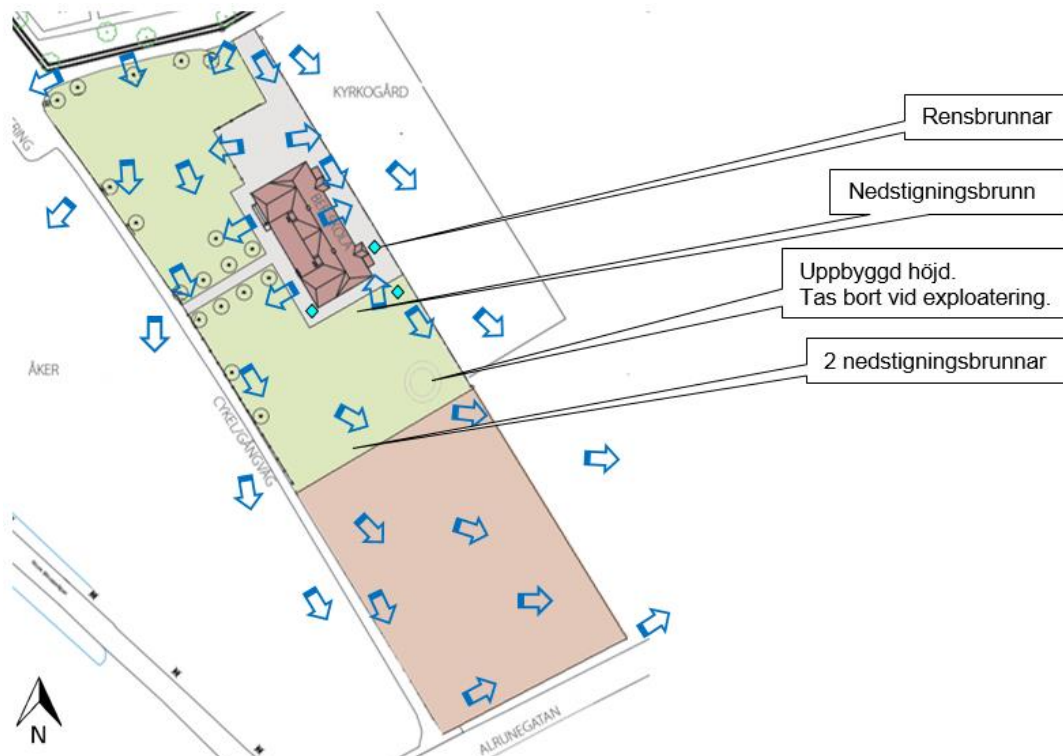 KYRKOGÅRD
Rensbrunnar
Nedstigningsbrunn
Uppbyggd höjd.
Tas bort vid exploatering.
2 nedstigningsbrunnar
ÅKER
CYKEL/GÅNGVÄG
ALRUNEGATAN
N